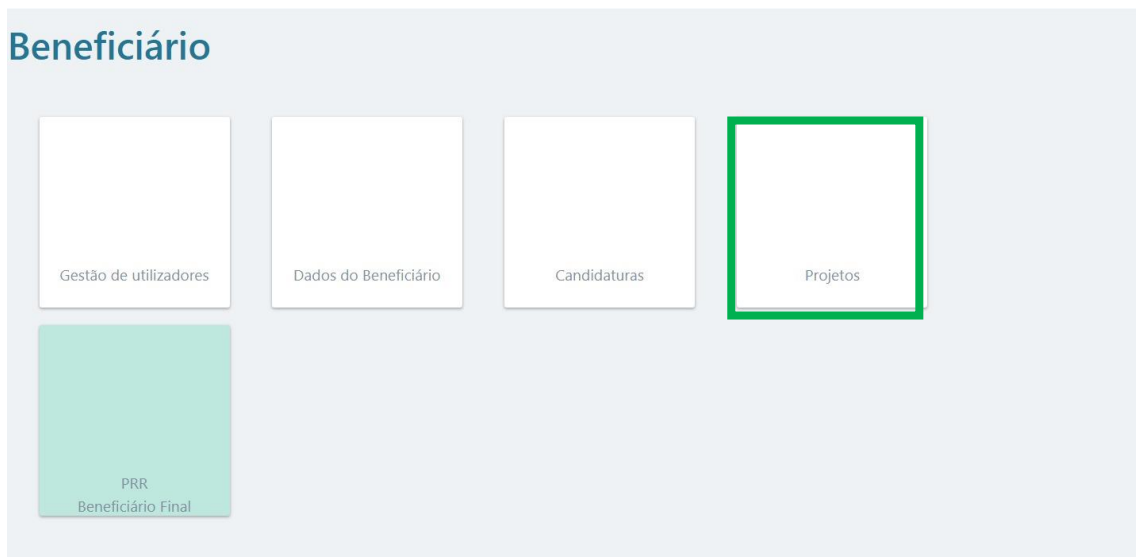 Beneficiário
Gestão de utilizadores
Dados do Beneficiário
Candidaturas
Projetos
PRR
Beneficiário Final